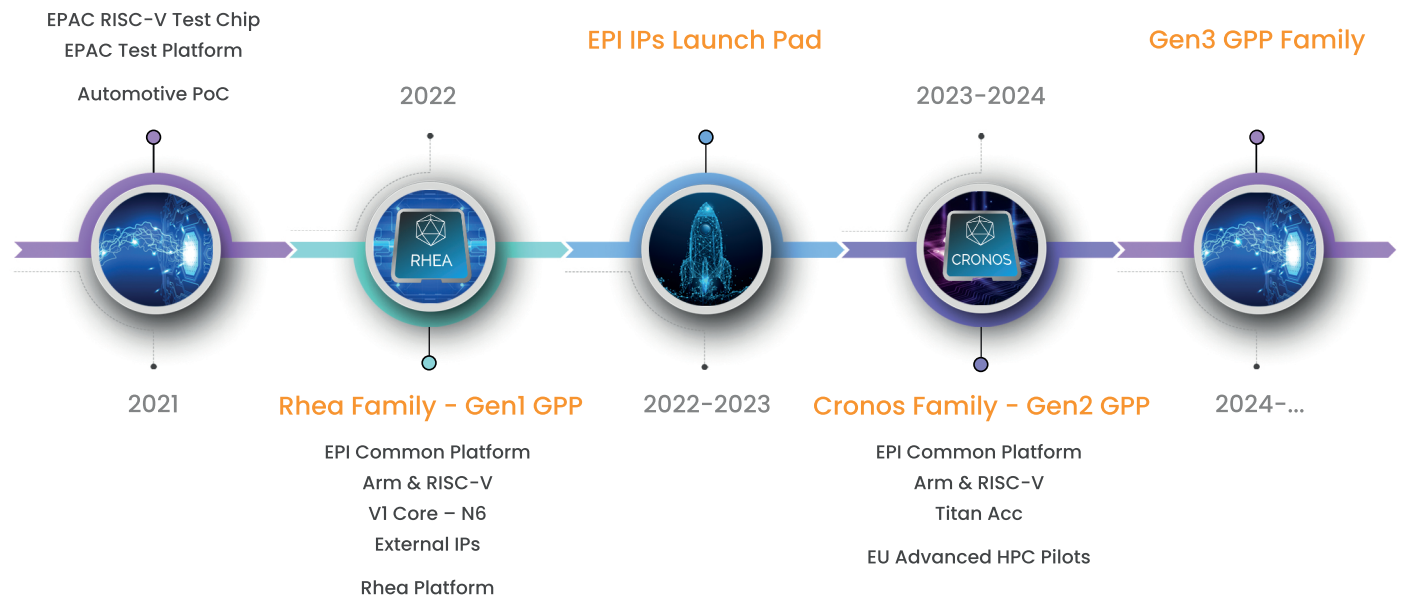 EPAC RISC-V Test Chip
EPAC Test Platform
Automotive PoC
2021
2022
RHEA
Rhea Family - Gen1 GPP
EPI Common Platform
Arm & RISC-V
V1 Core – N6
External IPs
Rhea Platform
EPI IPs Launch Pad
2022-2023
2023-2024
CRONOS
Cronos Family - Gen2 GPP
EPI Common Platform
Arm & RISC-V
Titan Acc
EU Advanced HPC Pilots
Gen3 GPP Family
2024-...